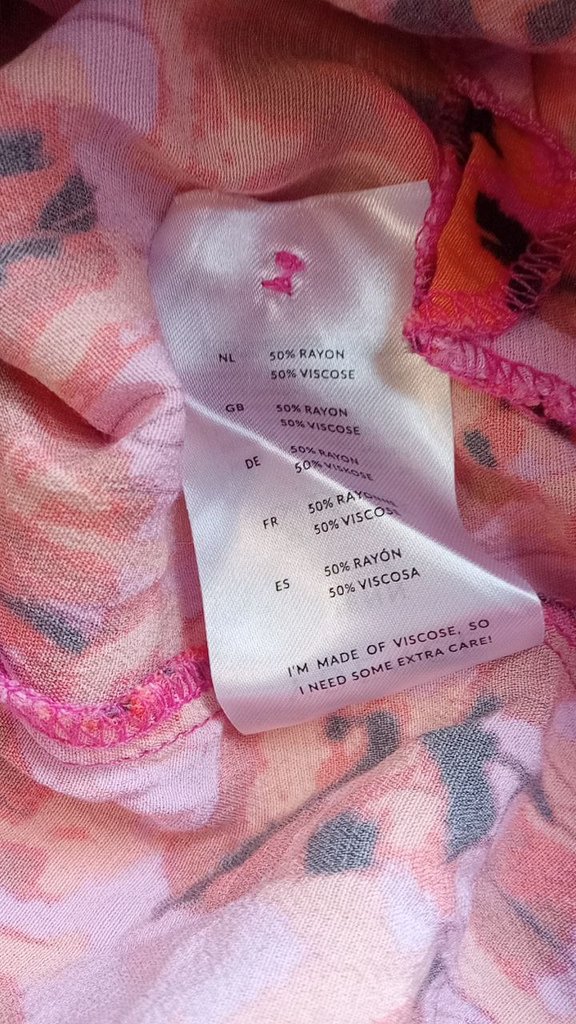 NL 50% RAYON
50% VISCOSE
GB 50% RAYON
50% VISCOSE
DE 50% RAYON
50% VISKOSE
FR 50% RAYONNE
50% VISCOSE
ES 50% RAYÓN
50% VISCOSA
I'M MADE OF VISCOSE, SO
I NEED SOME EXTRA CARE!